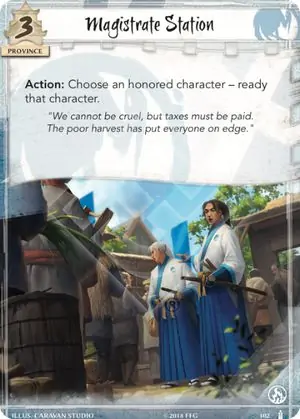 3
Magistrate Station
PROVINCE
Action: Choose an honored character – ready
that character.
"We cannot be cruel, but taxes must be paid.
The poor harvest has put everyone on edge."
ILLUS: CARAVAN STUDIO
© 2018 FFG
102